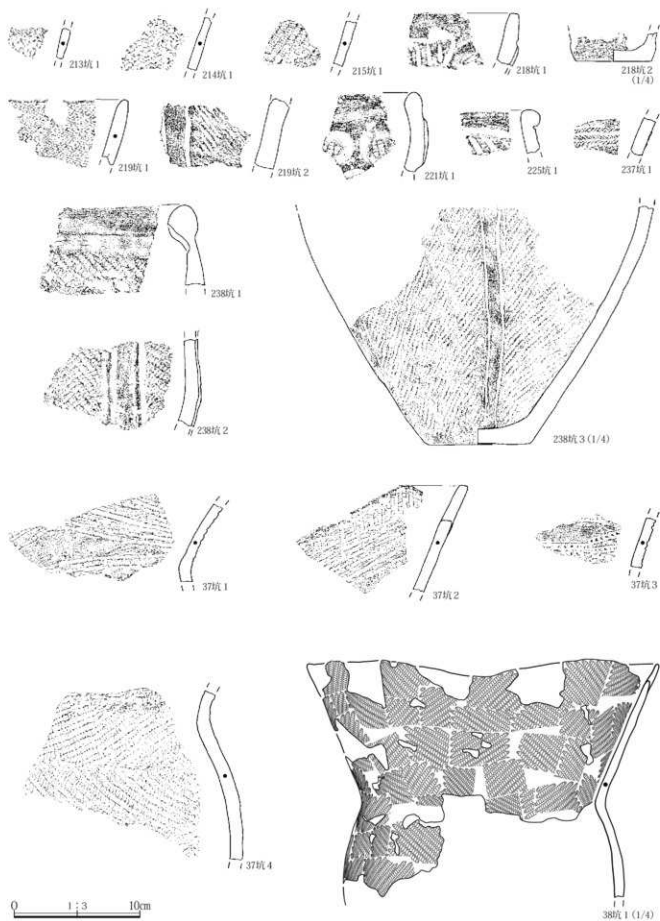 213坑 1
214坑 1
215坑 1
218坑 1
218坑 2
(1/4)
219坑 1
219坑 2
221坑 1
225坑 1
237坑 1
238坑 1
238坑 2
238坑 3 (1/4)
37坑 1
37坑 2
37坑 3
37坑 4
38坑 1 (1/4)
0 1:3 10cm